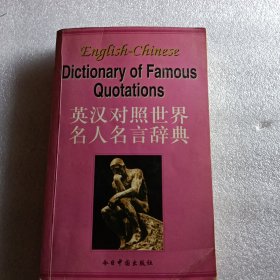 English-Chinese
Dictionary of Famous
Quotations
英汉对照世界
名人名言辞典
今日中国出版社